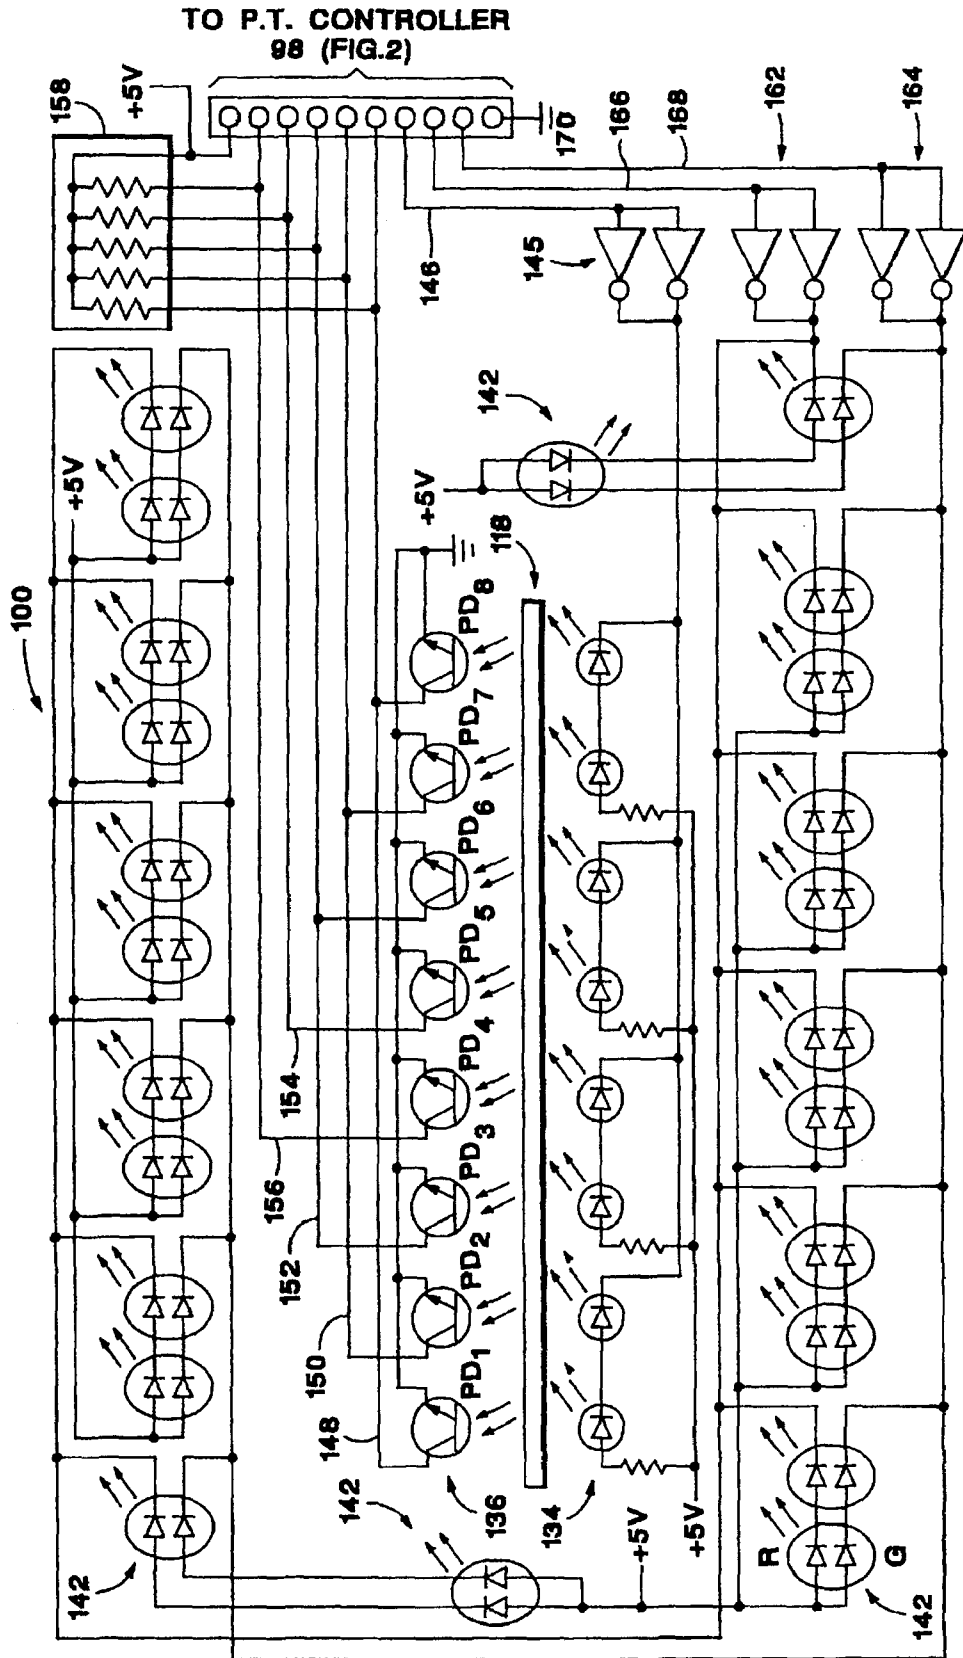 TO P.T. CONTROLLER
98 (FIG.2)
158
+5V
170
166
168
162
164
146
145
100
+5V
142
+5V
118
PD8
PD7
PD6
PD5
PD4
PD3
PD2
PD1
154
156
152
150
148
136
134
142
142
+5V
+5V
R
G
142